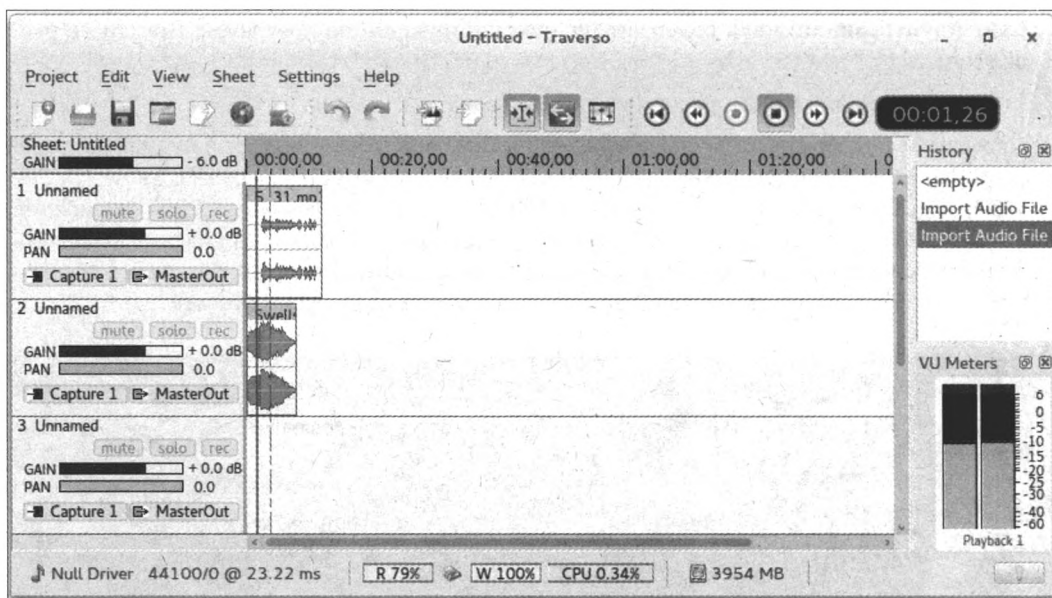 Untitled – Traverso
Project Edit View Sheet Settings Help
00:01,26
Sheet: Untitled
GAIN - 6.0 dB
00:00,00 00:20,00 00:40,00 01:00,00 01:20,00 0
1 Unnamed
mute solo rec
GAIN + 0.0 dB
PAN 0.0
Capture 1 MasterOut
S 31.mp
2 Unnamed
mute solo rec
GAIN + 0.0 dB
PAN 0.0
Capture 1 MasterOut
Swell
3 Unnamed
mute solo rec
GAIN + 0.0 dB
PAN 0.0
Capture 1 MasterOut
History
<empty>
Import Audio File
Import Audio File
VU Meters
6
0
-5
-10
-15
-20
-25
-30
-40
-60
Playback 1
Null Driver 44100/0 @ 23.22 ms R 79% W 100% CPU 0.34% 3954 MB